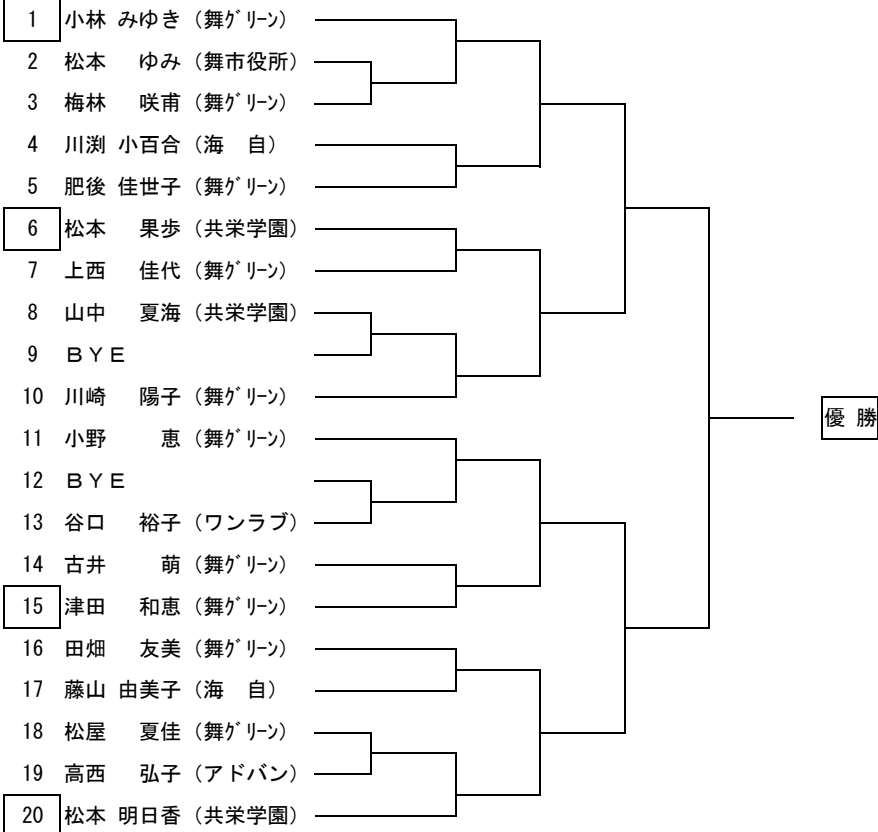 1 小林 みゆき (舞ｸﾞﾘｰﾝ)
2 松本 ゆみ (舞市役所)
3 梅林 咲甫 (舞ｸﾞﾘｰﾝ)
4 川渕 小百合 (海 自)
5 肥後 佳世子 (舞ｸﾞﾘｰﾝ)
6 松本 果歩 (共栄学園)
7 上西 佳代 (舞ｸﾞﾘｰﾝ)
8 山中 夏海 (共栄学園)
9 ＢＹＥ
10 川崎 陽子 (舞ｸﾞﾘｰﾝ)
11 小野 恵 (舞ｸﾞﾘｰﾝ)
12 ＢＹＥ
13 谷口 裕子 (ワンラブ)
14 古井 萌 (舞ｸﾞﾘｰﾝ)
15 津田 和恵 (舞ｸﾞﾘｰﾝ)
16 田畑 友美 (舞ｸﾞﾘｰﾝ)
17 藤山 由美子 (海 自)
18 松屋 夏佳 (舞ｸﾞﾘｰﾝ)
19 高西 弘子 (アドバン)
20 松本 明日香 (共栄学園)
優 勝